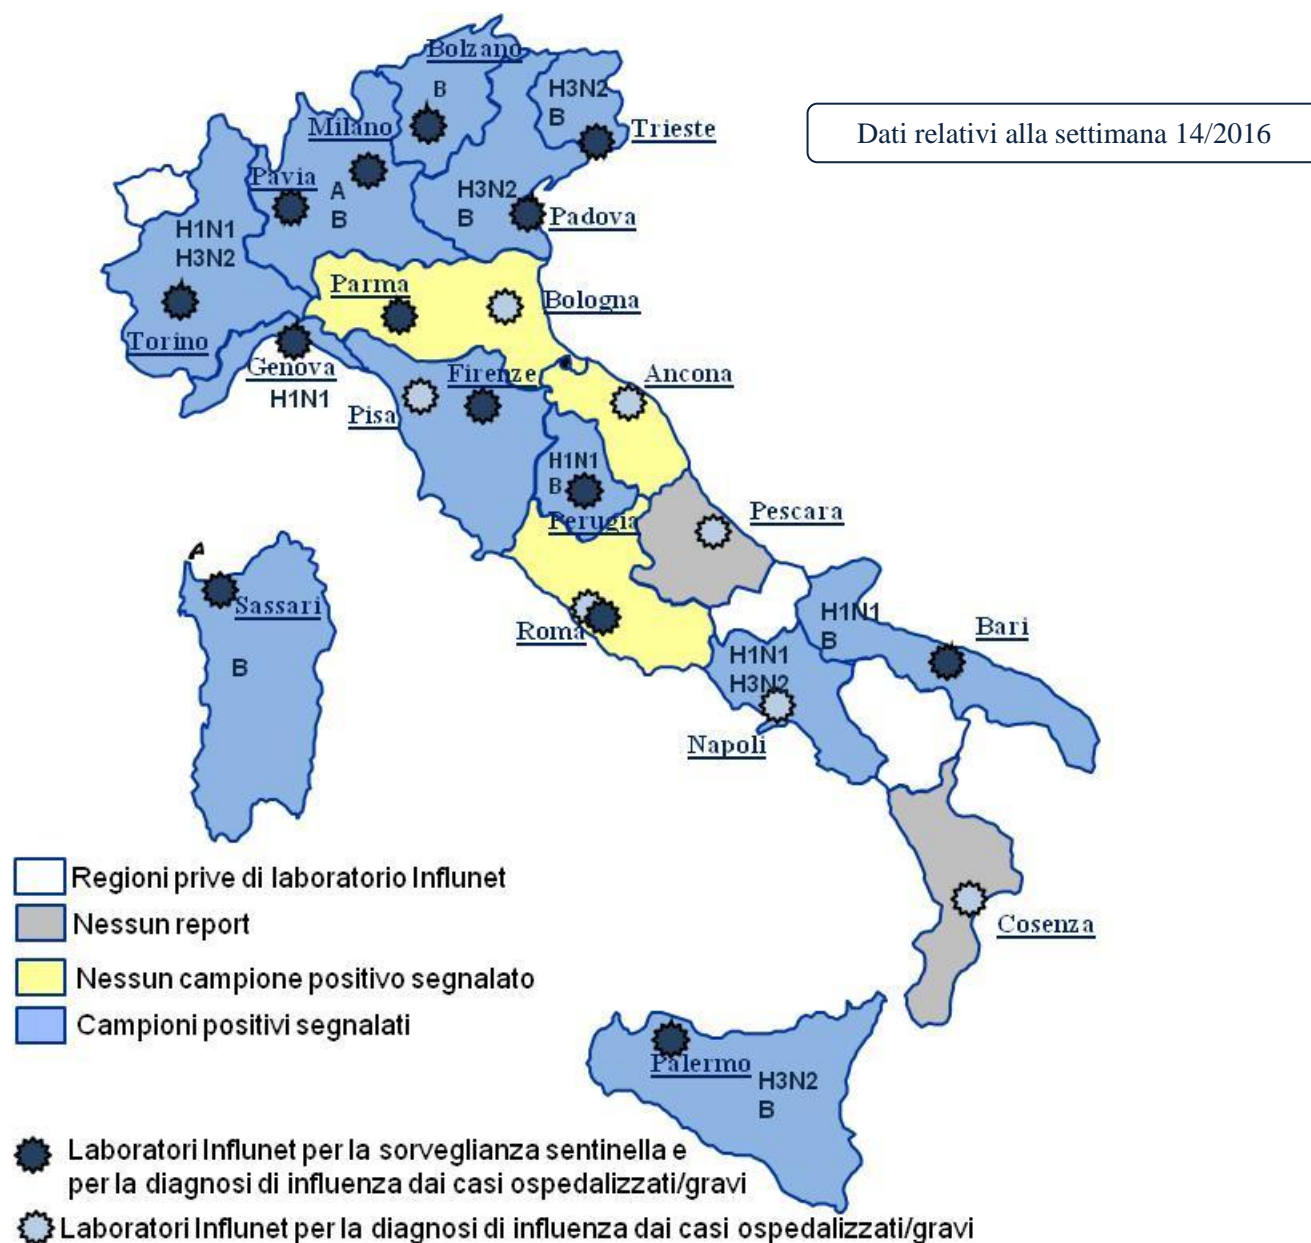 Bolzano
B
H3N2
B
Trieste
Dati relativi alla settimana 14/2016
Milano
Pavia
A
B
H3N2
B
Padova
H1N1
H3N2
Torino
Parma
Bologna
Genova
H1N1
Firenze
Pisa
Ancona
H1N1
B
Perugia
Pescara
Sassari
B
Roma
H1N1
B
Bari
H1N1
H3N2
Napoli
Cosenza
Regioni prive di laboratorio Influnet
Nessun report
Nessun campione positivo segnalato
Campioni positivi segnalati
Palermo
H3N2
B
Laboratori Influnet per la sorveglianza sentinella e
per la diagnosi di influenza dai casi ospedalizzati/gravi
Laboratori Influnet per la diagnosi di influenza dai casi ospedalizzati/gravi